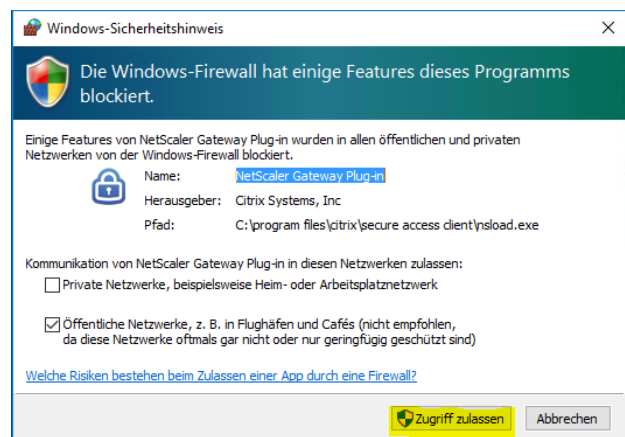 Windows-Sicherheitshinweis
Die Windows-Firewall hat einige Features dieses Programms
blockiert.
Einige Features von NetScaler Gateway Plug-in wurden in allen öffentlichen und privaten
Netzwerken von der Windows-Firewall blockiert.
Name: NetScaler Gateway Plug-in
Herausgeber: Citrix Systems, Inc
Pfad: C:\program files\citrix\secure access client\nsload.exe
Kommunikation von NetScaler Gateway Plug-in in diesen Netzwerken zulassen:
Private Netzwerke, beispielsweise Heim- oder Arbeitsplatznetzwerk
Öffentliche Netzwerke, z. B. in Flughäfen und Cafés (nicht empfohlen,
da diese Netzwerke oftmals gar nicht oder nur geringfügig geschützt sind)
Welche Risiken bestehen beim Zulassen einer App durch eine Firewall?
Zugriff zulassen Abbrechen